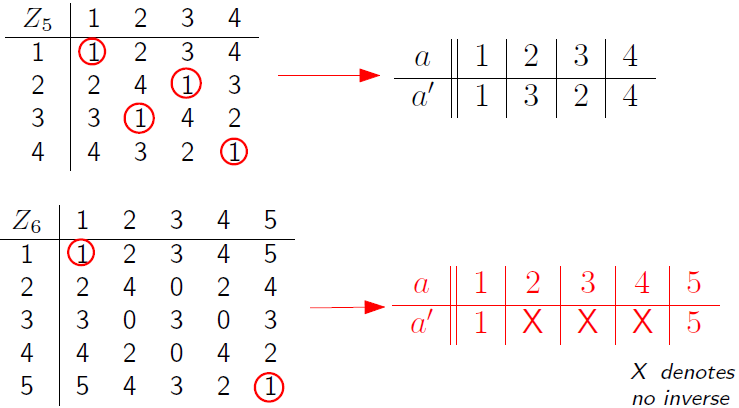 Z₅ 1 2 3 4
1 1 2 3 4
2 2 4 1 3
3 3 1 4 2
4 4 3 2 1
a 1 2 3 4
a′ 1 3 2 4
Z₆ 1 2 3 4 5
1 1 2 3 4 5
2 2 4 0 2 4
3 3 0 3 0 3
4 4 2 0 4 2
5 5 4 3 2 1
a 1 2 3 4 5
a′ 1 X X X 5
X denotes
no inverse